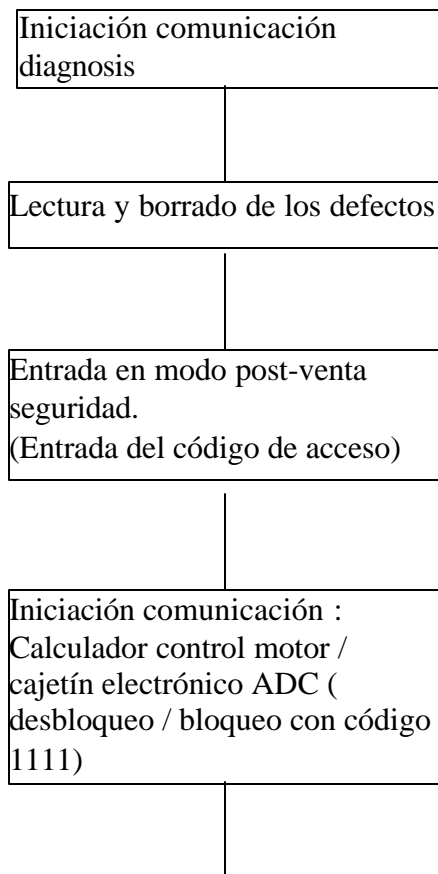 Iniciación comunicación
diagnosis
Lectura y borrado de los defectos
Entrada en modo post-venta
seguridad.
(Entrada del código de acceso)
Iniciación comunicación :
Calculador control motor /
cajetín electrónico ADC (
desbloqueo / bloqueo con código
1111)